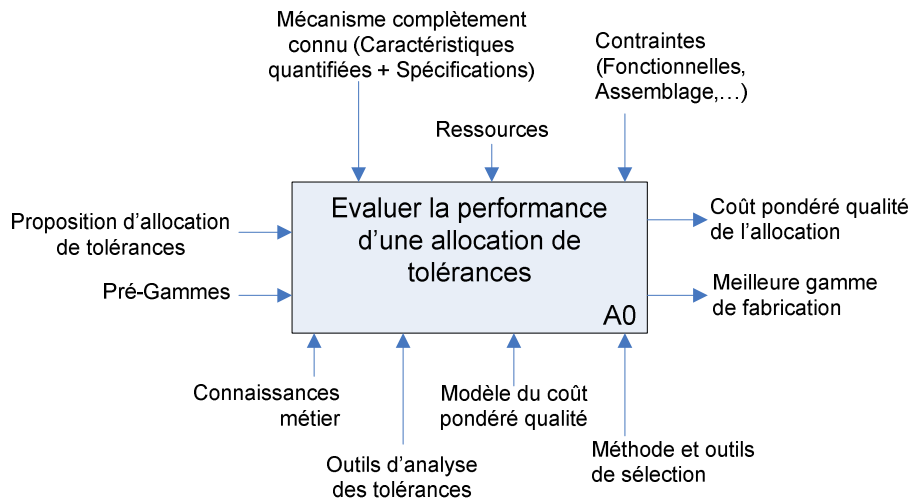 Mécanisme complètement
connu (Caractéristiques
quantifiées + Spécifications)
Contraintes
(Fonctionnelles,
Assemblage,…)
Ressources
Proposition d’allocation
de tolérances
Pré-Gammes
Evaluer la performance
d’une allocation de
tolérances
A0
Coût pondéré qualité
de l’allocation
Meilleure gamme
de fabrication
Connaissances
métier
Outils d’analyse
des tolérances
Modèle du coût
pondéré qualité
Méthode et outils
de sélection